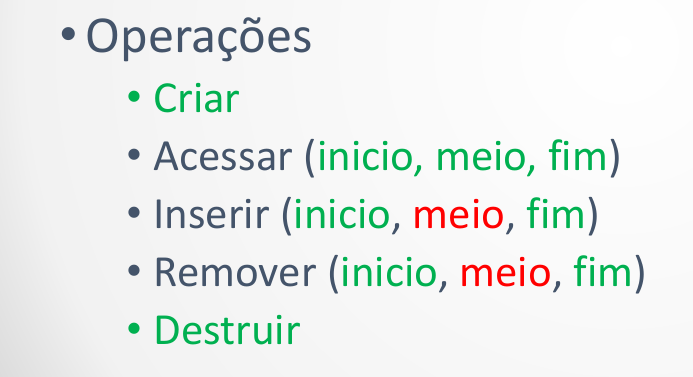 • Operações
• Criar
• Acessar (inicio, meio, fim)
• Inserir (inicio, meio, fim)
• Remover (inicio, meio, fim)
• Destruir